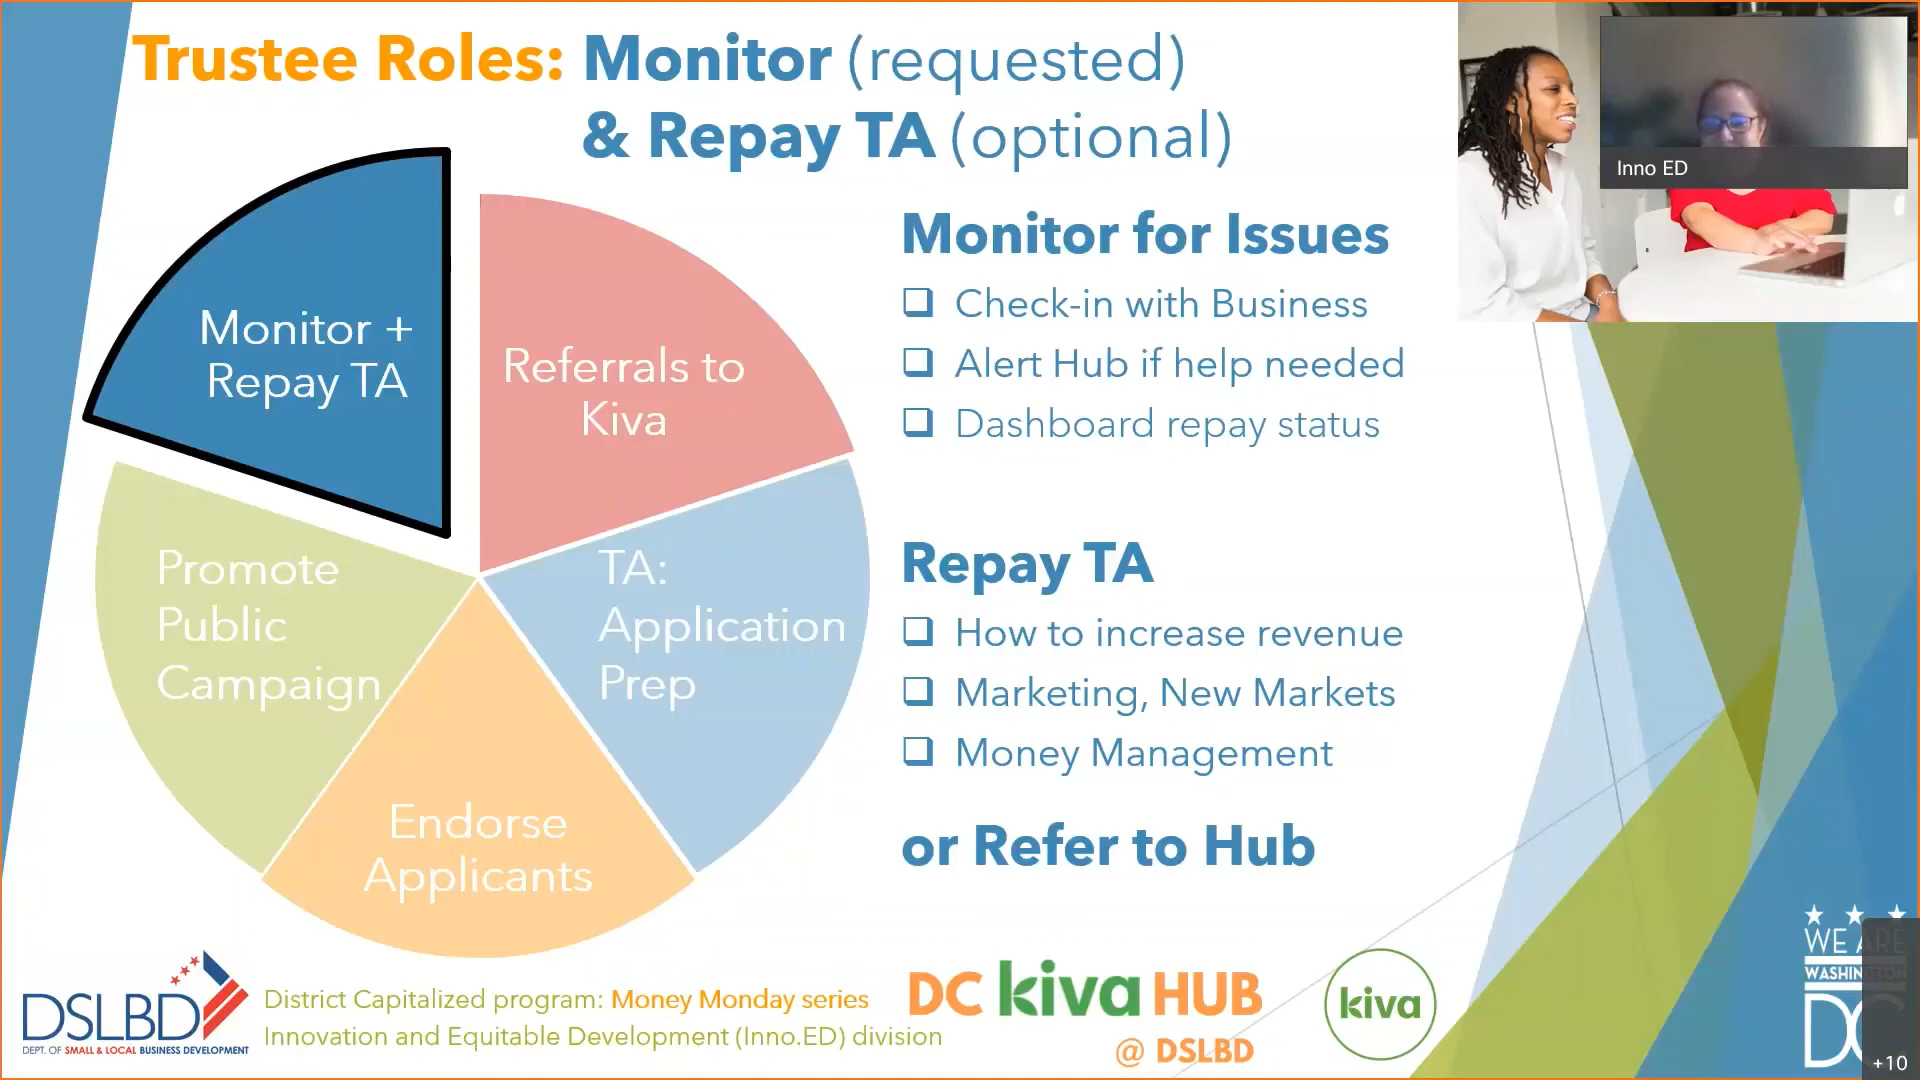 Trustee Roles: Monitor (requested)
& Repay TA (optional)
Inno ED
Monitor +
Repay TA
Referrals to
Kiva
TA:
Application
Prep
Endorse
Applicants
Promote
Public
Campaign
Monitor for Issues
Check-in with Business
Alert Hub if help needed
Dashboard repay status
Repay TA
How to increase revenue
Marketing, New Markets
Money Management
or Refer to Hub
DSLBD
DEPT. OF SMALL & LOCAL BUSINESS DEVELOPMENT
District Capitalized program: Money Monday series
Innovation and Equitable Development (Inno.ED) division
DC kiva HUB
@ DSLBD
kiva
WE ARE
WASHINGTON
DC
+10